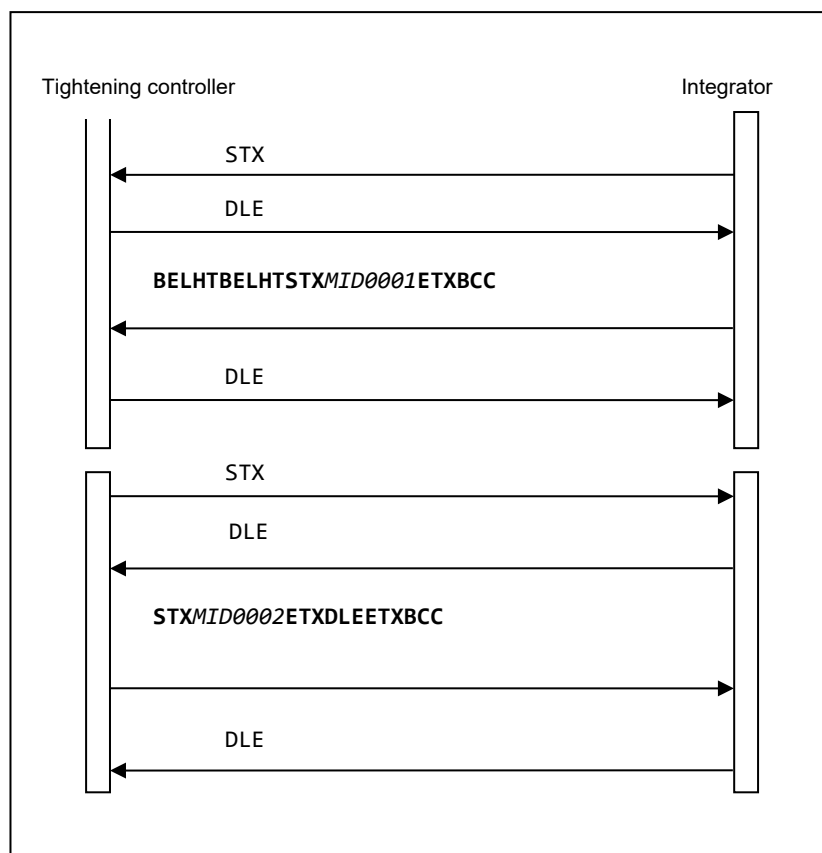 Tightening controller Integrator
STX
DLE
BELHTBELHTSTXMID0001ETXBCC
DLE
STX
DLE
STXMID0002ETXDLEETXBCC
DLE